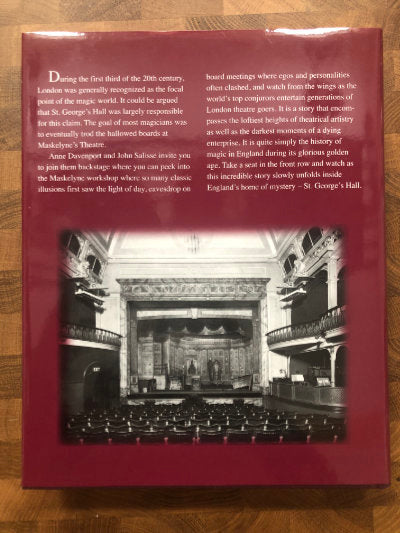 During the first third of the 20th century,
London was generally recognized as the focal
point of the magic world. It could be argued
that St. George's Hall was largely responsible
for this claim. The goal of most magicians was
to eventually trod the hallowed boards at
Maskelyne's Theatre.
Anne Davenport and John Salisse invite you
to join them backstage where you can peek into
the Maskelyne workshop where so many classic
illusions first saw the light of day, eavesdrop on
board meetings where egos and personalities
often clashed, and watch from the wings as the
world's top conjurors entertain generations of
London theatre goers. It is a story that encom-
passes the loftiest heights of theatrical artistry
as well as the darkest moments of a dying
enterprise. It is quite simply the history of
magic in England during its glorious golden
age. Take a seat in the front row and watch as
this incredible story slowly unfolds inside
England's home of mystery – St. George's Hall.